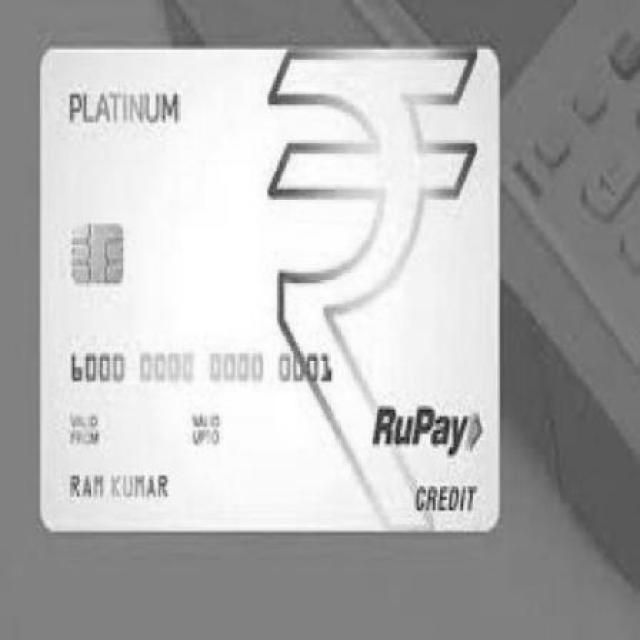 PLATINUM
6000 0000 0000 0001
VALID FROM
VALID UPTO
RAM KUMAR
RuPay
CREDIT